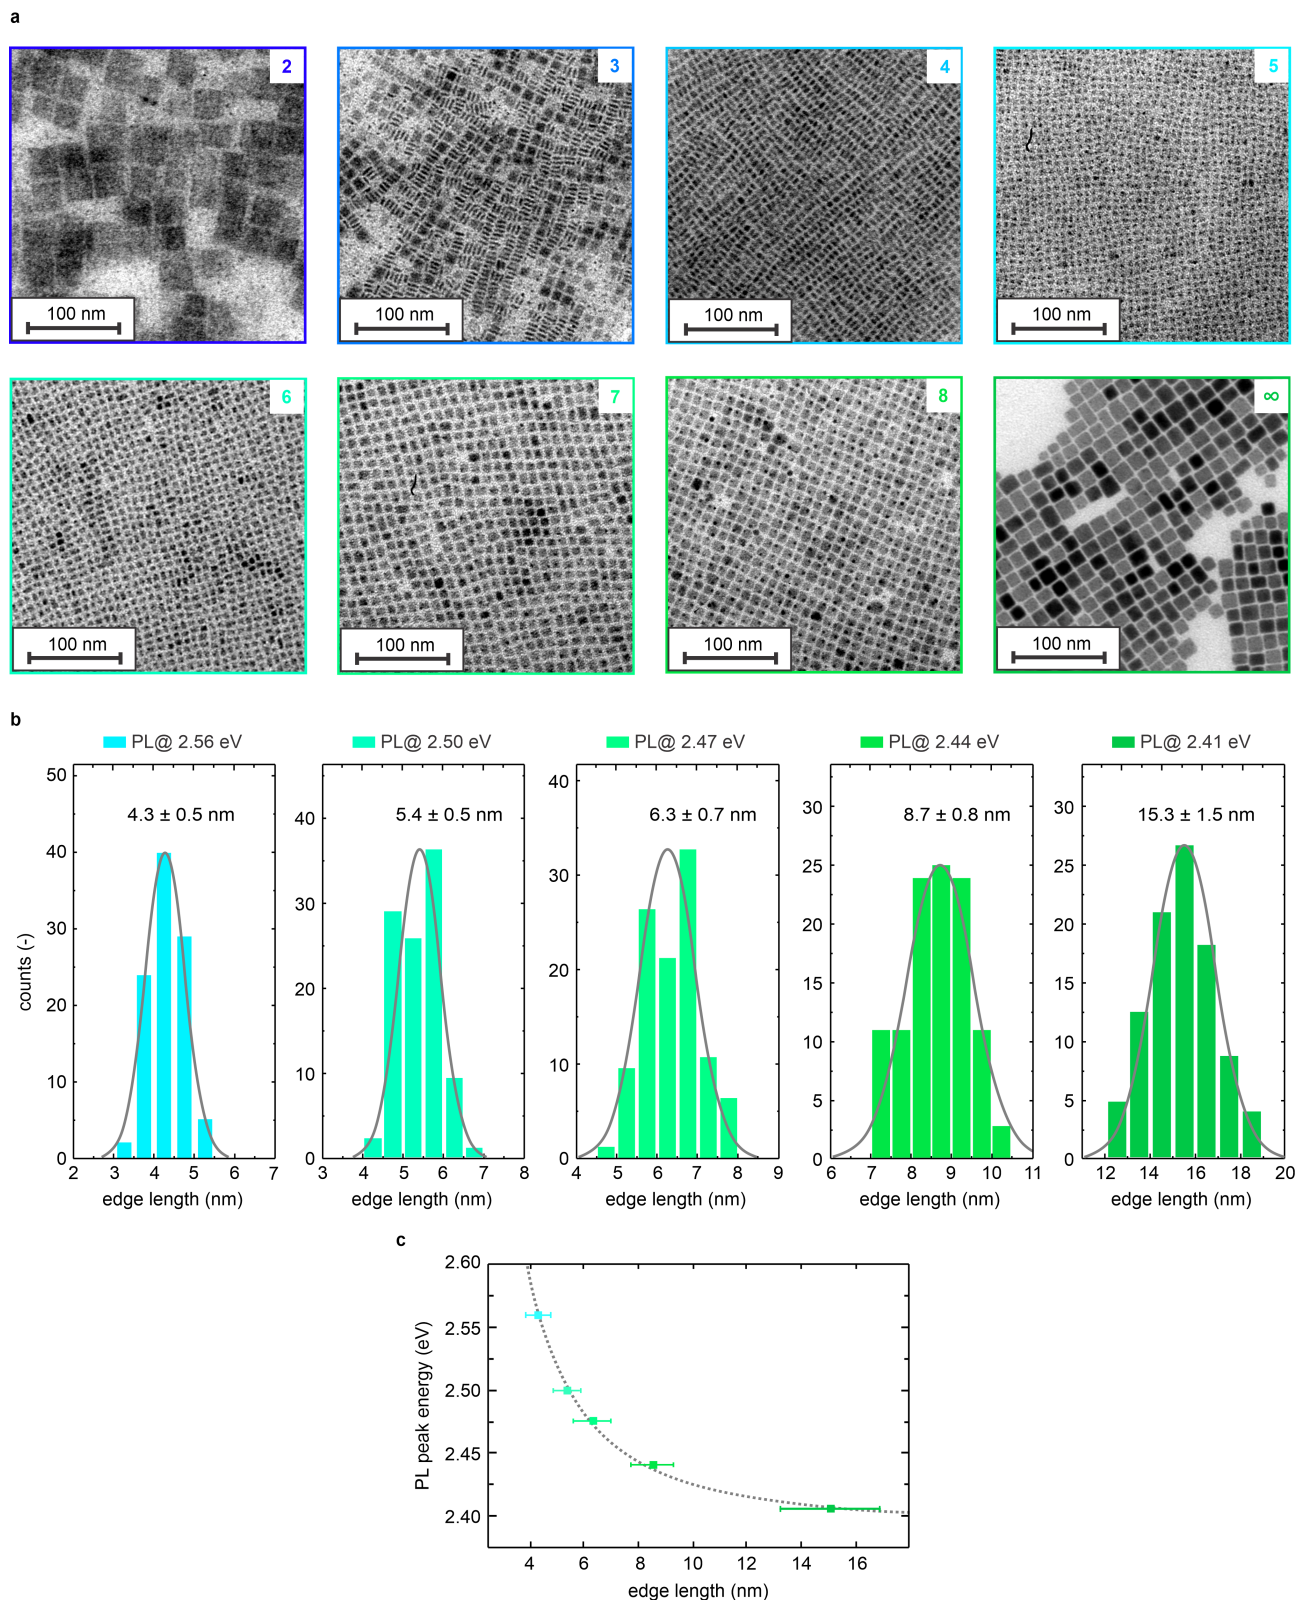 a
2 3 4 5
100 nm 100 nm 100 nm 100 nm
6 7 8 ∞
100 nm 100 nm 100 nm 100 nm
b
PL@ 2.56 eV PL@ 2.50 eV PL@ 2.47 eV PL@ 2.44 eV PL@ 2.41 eV
4.3 ± 0.5 nm 5.4 ± 0.5 nm 6.3 ± 0.7 nm 8.7 ± 0.8 nm 15.3 ± 1.5 nm
counts (-)
50
40
30
20
10
0
2 3 4 5 6 7
edge length (nm)
40
30
20
10
0
3 4 5 6 7 8
edge length (nm)
40
30
20
10
0
4 5 6 7 8 9
edge length (nm)
30
25
20
15
10
5
0
6 7 8 9 10 11
edge length (nm)
30
25
20
15
10
5
0
12 14 16 18 20
edge length (nm)
c
PL peak energy (eV)
2.60
2.55
2.50
2.45
2.40
4 6 8 10 12 14 16
edge length (nm)